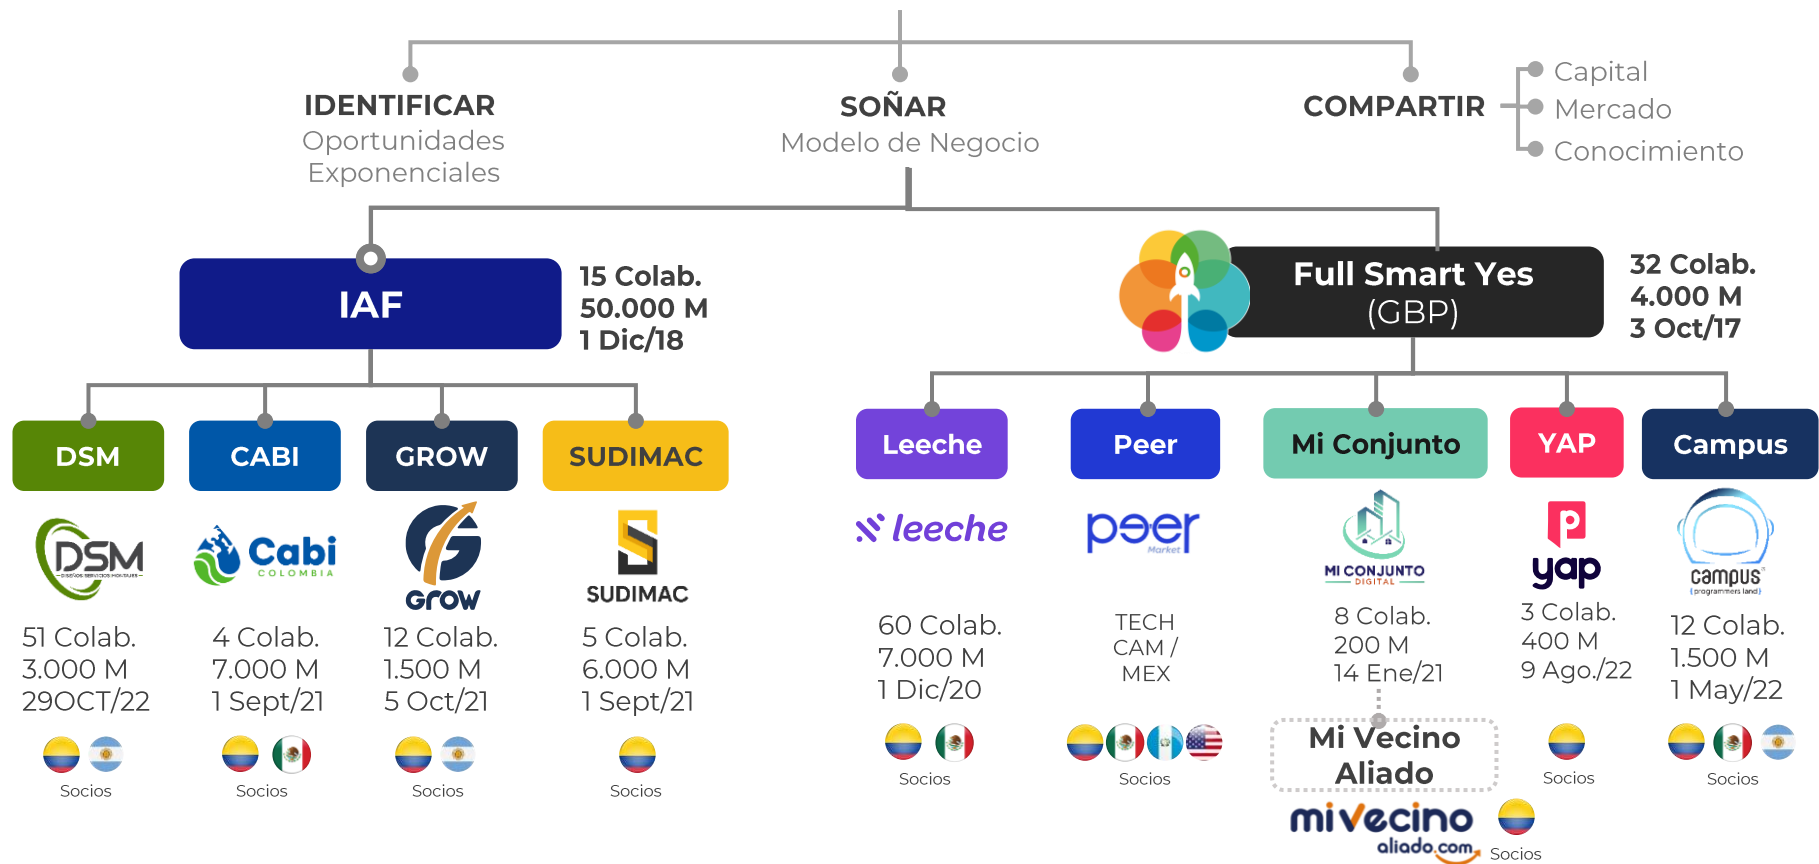 IDENTIFICAR
Oportunidades
Exponenciales
SOÑAR
Modelo de Negocio
COMPARTIR
Capital
Mercado
Conocimiento
IAF
15 Colab.
50.000 M
1 Dic/18
Full Smart Yes
(GBP)
32 Colab.
4.000 M
3 Oct/17
DSM
DSM
DISEÑOS SERVICIOS MONTAJES
51 Colab.
3.000 M
29OCT/22
Socios
CABI
Cabi
COLOMBIA
4 Colab.
7.000 M
1 Sept/21
Socios
GROW
GROW
12 Colab.
1.500 M
5 Oct/21
Socios
SUDIMAC
SUDIMAC
5 Colab.
6.000 M
1 Sept/21
Socios
Leeche
leeche
60 Colab.
7.000 M
1 Dic/20
Socios
Peer
peer
Market
TECH
CAM /
MEX
Socios
Mi Conjunto
MI CONJUNTO
DIGITAL
8 Colab.
200 M
14 Ene/21
Mi Vecino
Aliado
mivecino
aliado.com
Socios
YAP
yap
3 Colab.
400 M
9 Ago./22
Socios
Campus
campus
{programmers land}
12 Colab.
1.500 M
1 May/22
Socios